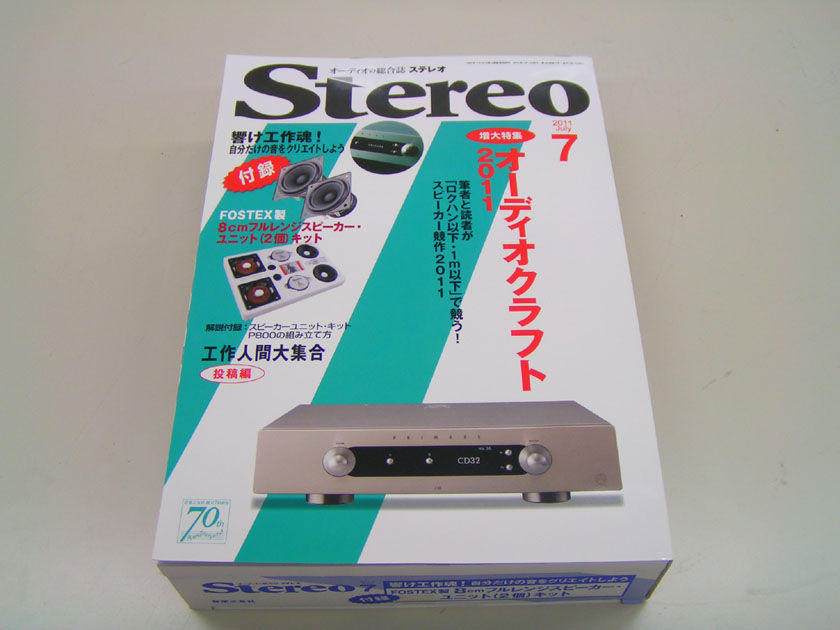 オーディオの総合誌 ステレオ
Stereo
2011
July
7
増大特集
オーディオクラフト
2011
筆者と読者が
「ロクハン以下・1m以下」で競う！
スピーカー競作2011
響け工作魂！
自分だけの音をクリエイトしよう
付録
FOSTEX製
8cmフルレンジスピーカー・
ユニット(2個)キット
解説付録：スピーカーユニット・キット
P800の組み立て方
工作人間大集合
投稿編
PRIMARE
CD32
70th
Stereo
7
響け工作魂！ 自分だけの音をクリエイトしよう
付録
FOSTEX製 8cmフルレンジスピーカー・
ユニット(2個)キット